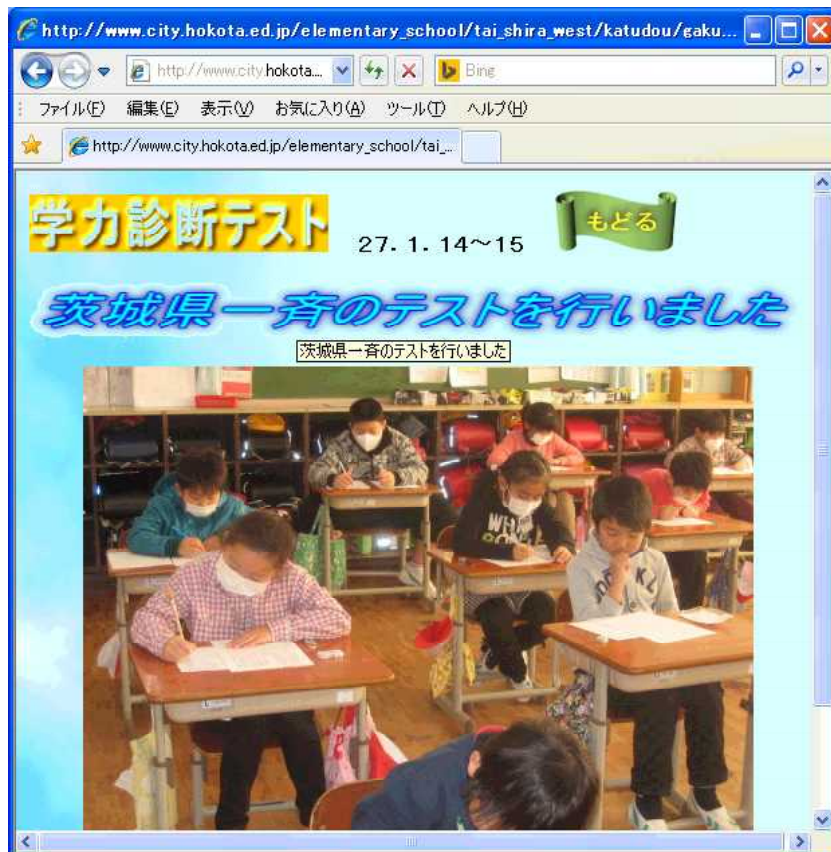 http://www.city.hokota.ed.jp/elementary_school/tai_shira_west/katudou/gaku...
http://www.city.hokota...
Bing
ファイル(F) 編集(E) 表示(V) お気に入り(A) ツール(T) ヘルプ(H)
http://www.city.hokota.ed.jp/elementary_school/tai_...
学力診断テスト
27.1.14～15
もどる
茨城県一斉のテストを行いました
茨城県一斉のテストを行いました